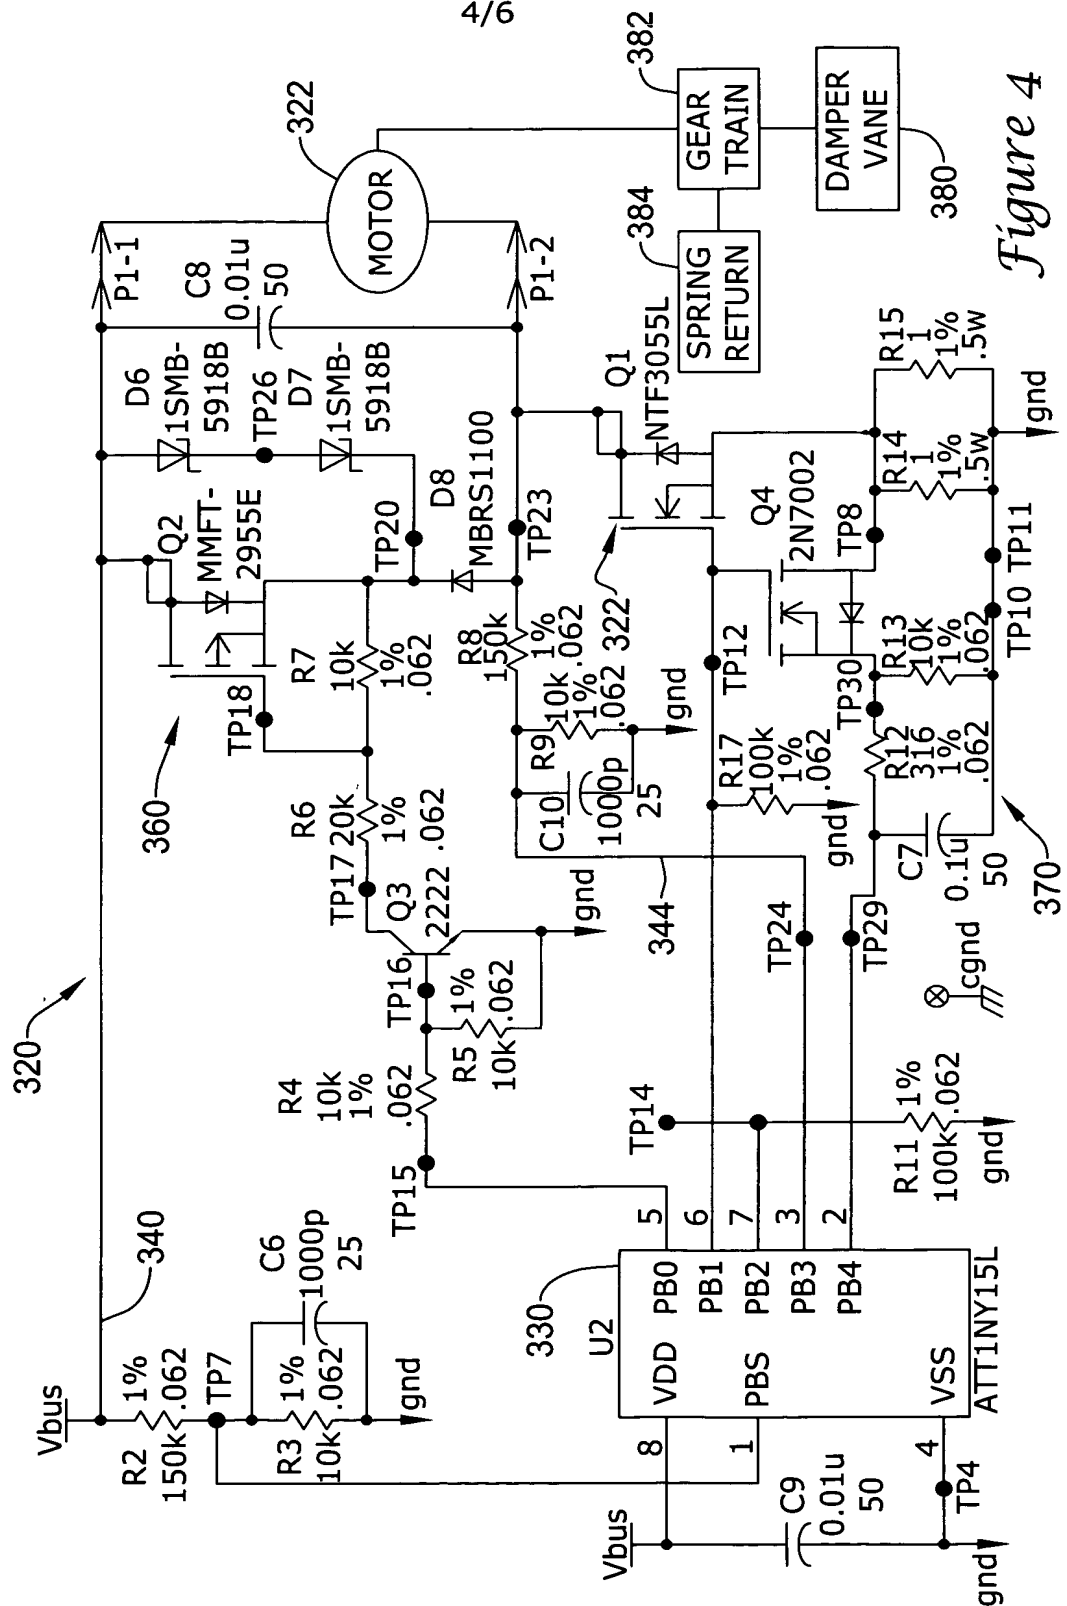 4/6
Vbus
340
320
R2
150k
1%
.062
TP7
R3
10k
1%
.062
C6
1000p
25
gnd
360
TP18
Q2
MMFT-
2955E
D6
1SMB-
5918B
TP26
D7
1SMB-
5918B
C8
0.01u
50
P1-1
322
MOTOR
P1-2
R7
10k
1%
.062
TP20
D8
MBRS1100
TP23
R6
20k
1%
.062
TP17
Q3
2222
TP16
R4
10k
1%
.062
R5
10k
1%
.062
gnd
TP15
R8
150k
1%
.062
R9
10k
1%
.062
C10
1000p
25
gnd
344
322
Q1
NTF3055L
384
382
SPRING
RETURN
GEAR
TRAIN
DAMPER
VANE
380
TP12
Q4
2N7002
R17
100k
1%
.062
gnd
TP30
TP8
R12
316
1%
.062
R13
10k
1%
.062
R14
1
1%
.5w
R15
1
1%
.5w
gnd
TP10
TP11
C7
0.1u
50
370
TP24
TP29
cgnd
TP14
R11
100k
1%
.062
gnd
330
U2
VDD
PBS
VSS
PB0
PB1
PB2
PB3
PB4
5
6
7
3
2
8
1
4
ATT1NY15L
Vbus
C9
0.01u
50
TP4
gnd
Figure 4